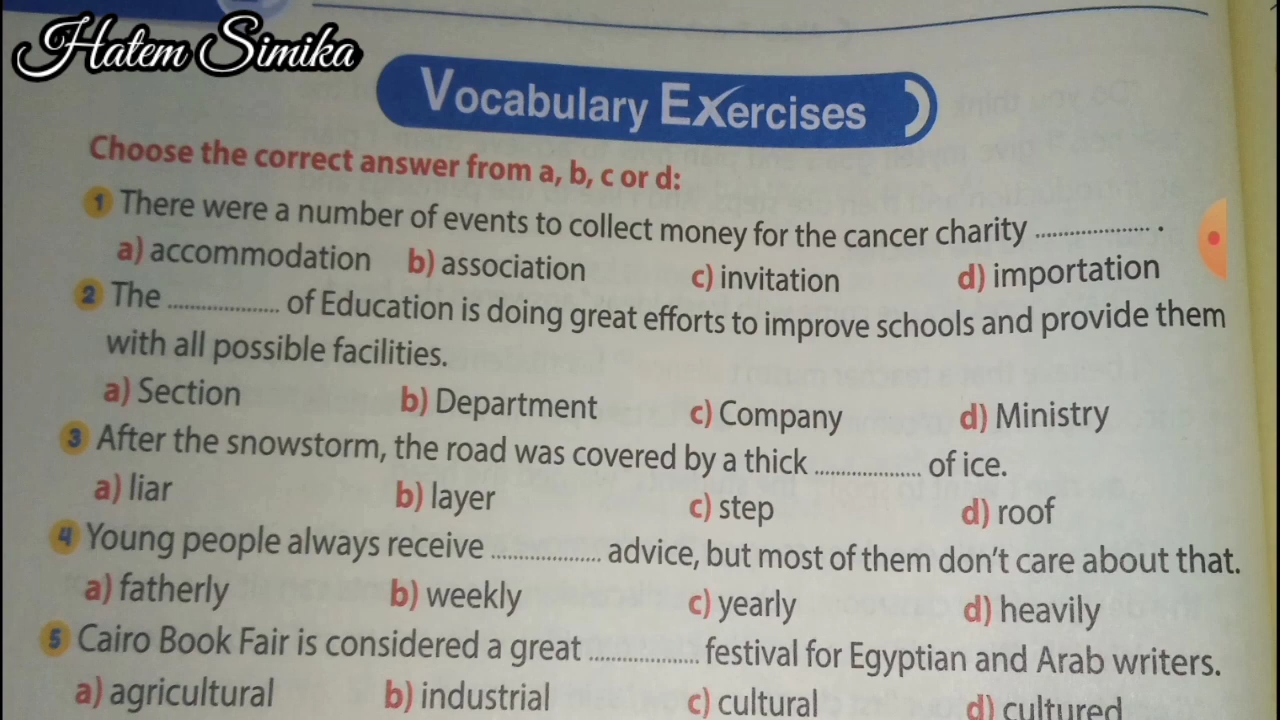 Hatem Simika
Vocabulary Exercises
Choose the correct answer from a, b, c or d:
1 There were a number of events to collect money for the cancer charity .................... .
a) accommodation b) association c) invitation d) importation
2 The .................... of Education is doing great efforts to improve schools and provide them
with all possible facilities.
a) Section b) Department c) Company d) Ministry
3 After the snowstorm, the road was covered by a thick .................... of ice.
a) liar b) layer c) step d) roof
4 Young people always receive .................... advice, but most of them don't care about that.
a) fatherly b) weekly c) yearly d) heavily
5 Cairo Book Fair is considered a great .................... festival for Egyptian and Arab writers.
a) agricultural b) industrial c) cultural d) cultured